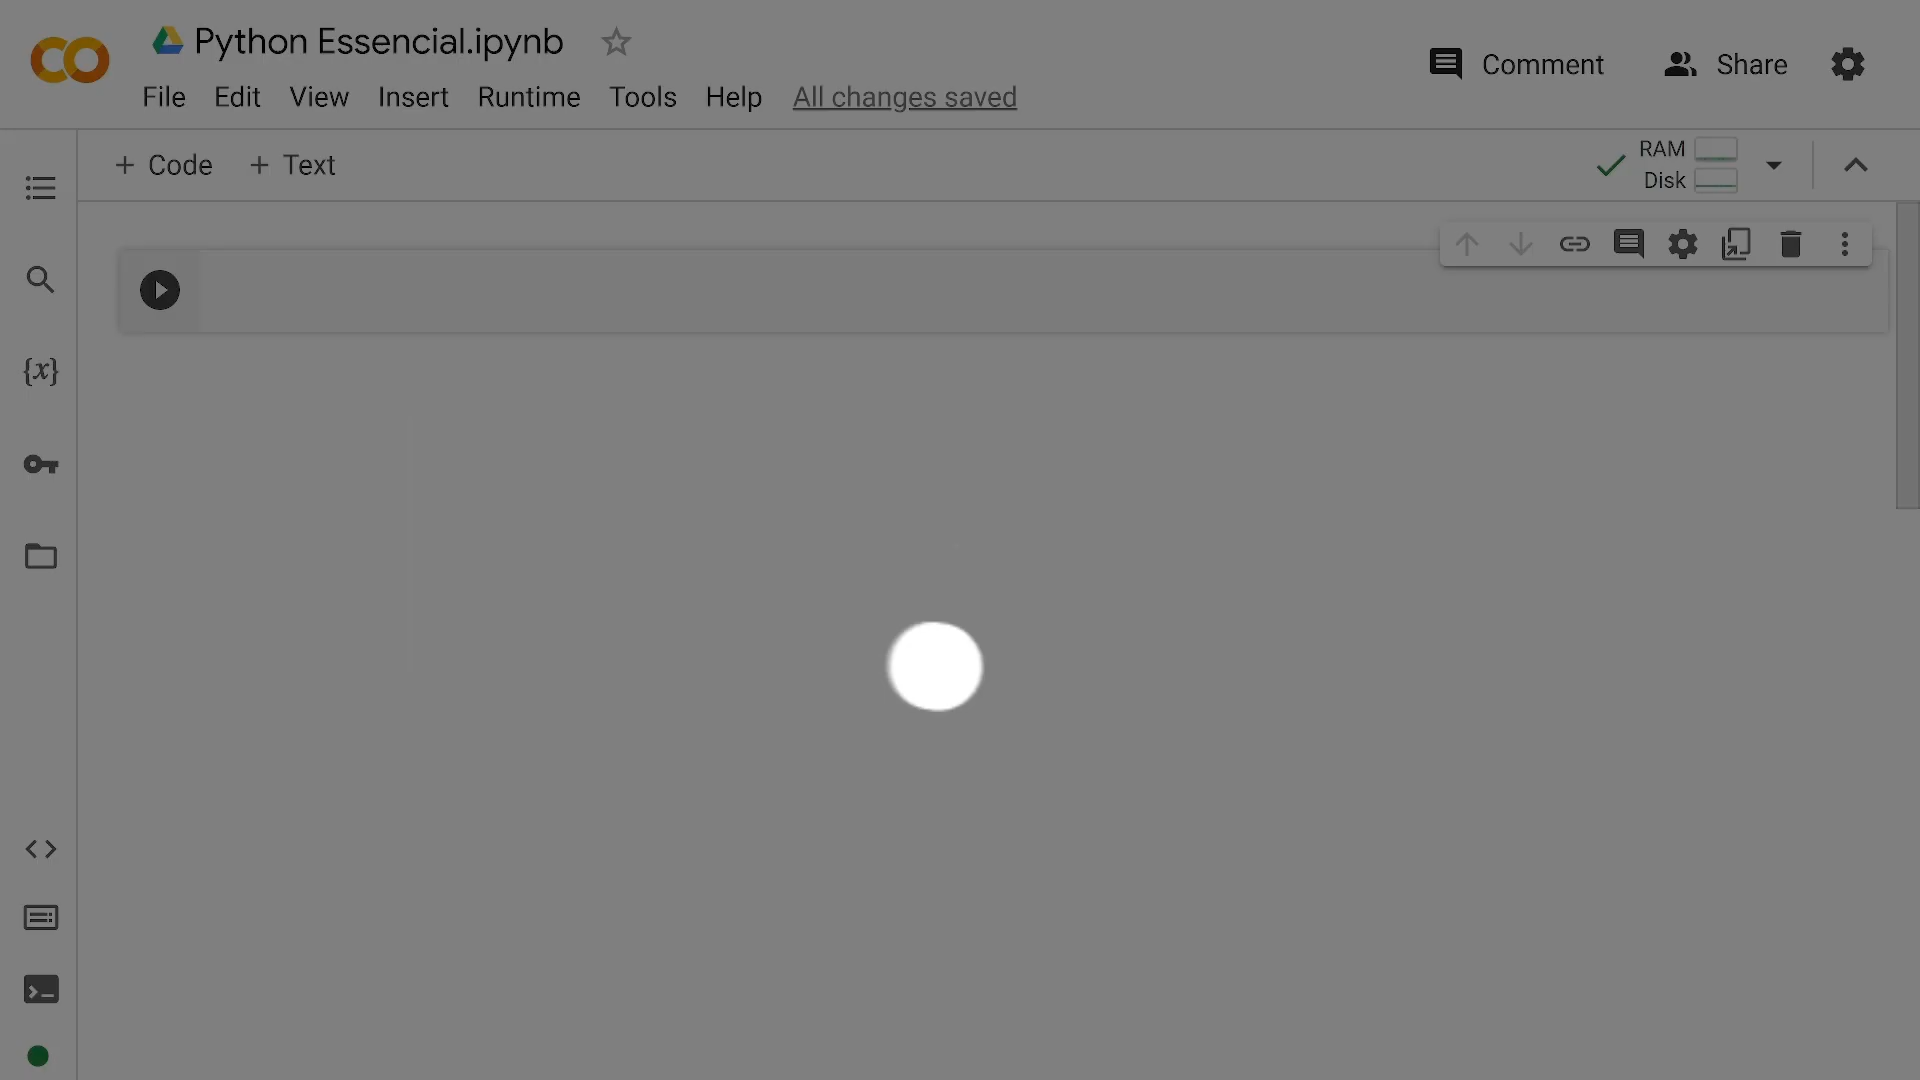 Python Essencial.ipynb
File Edit View Insert Runtime Tools Help All changes saved
Comment Share
+ Code + Text
RAM
Disk
{x}